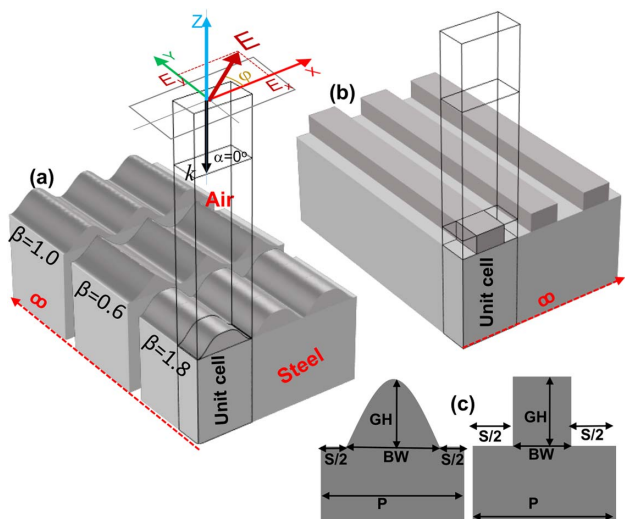 Z
Y
E
X
Ey
φ
Ex
(b)
α=0°
k
(a)
Air
β=1.0
β=0.6
β=1.8
∞
Unit cell
Steel
Unit cell
∞
(c)
GH
GH
S/2
S/2
S/2
BW
S/2
BW
P
P